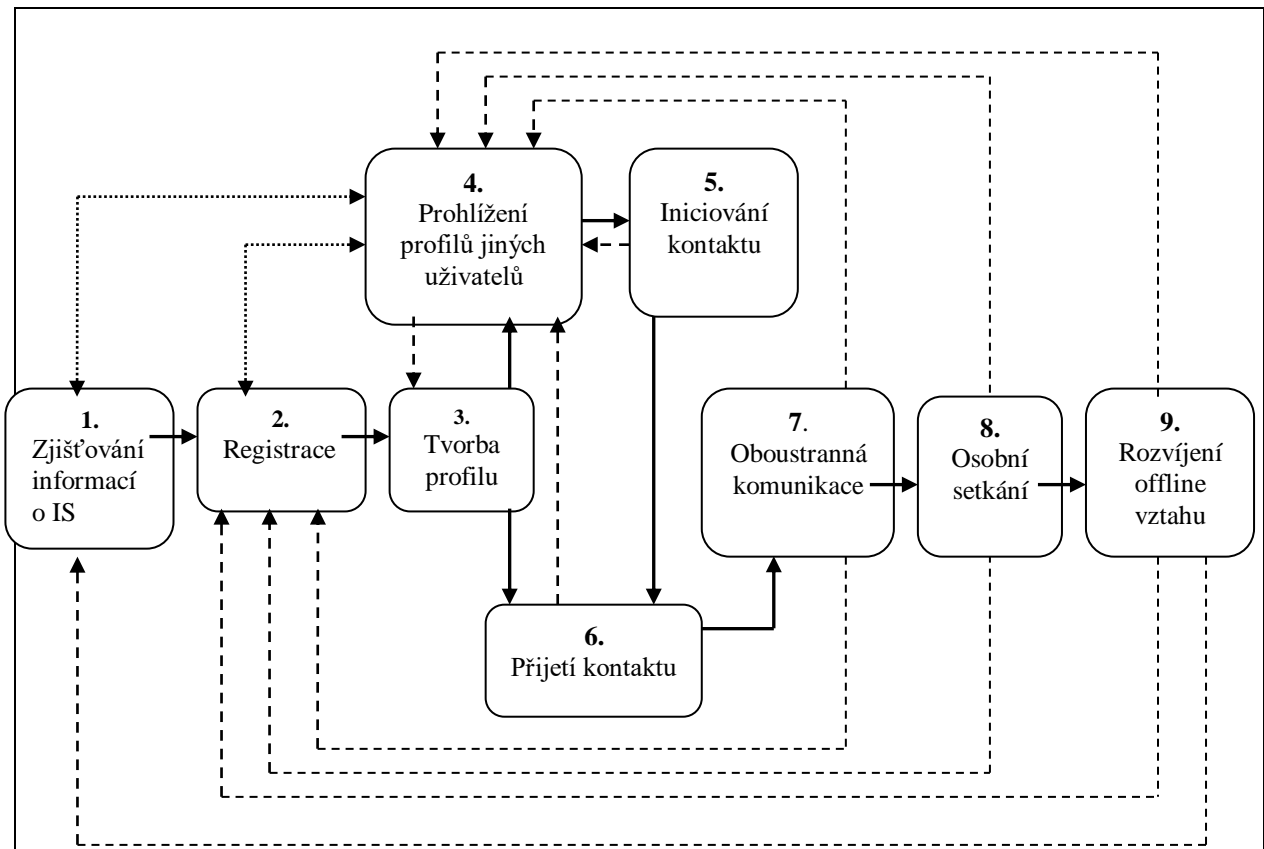 4.
Prohlížení
profilů jiných
uživatelů
5.
Iniciování
kontaktu
1.
Zjišťování
informací
o IS
2.
Registrace
3.
Tvorba
profilu
7.
Oboustranná
komunikace
8.
Osobní
setkání
9.
Rozvíjení
offline
vztahu
6.
Přijetí kontaktu